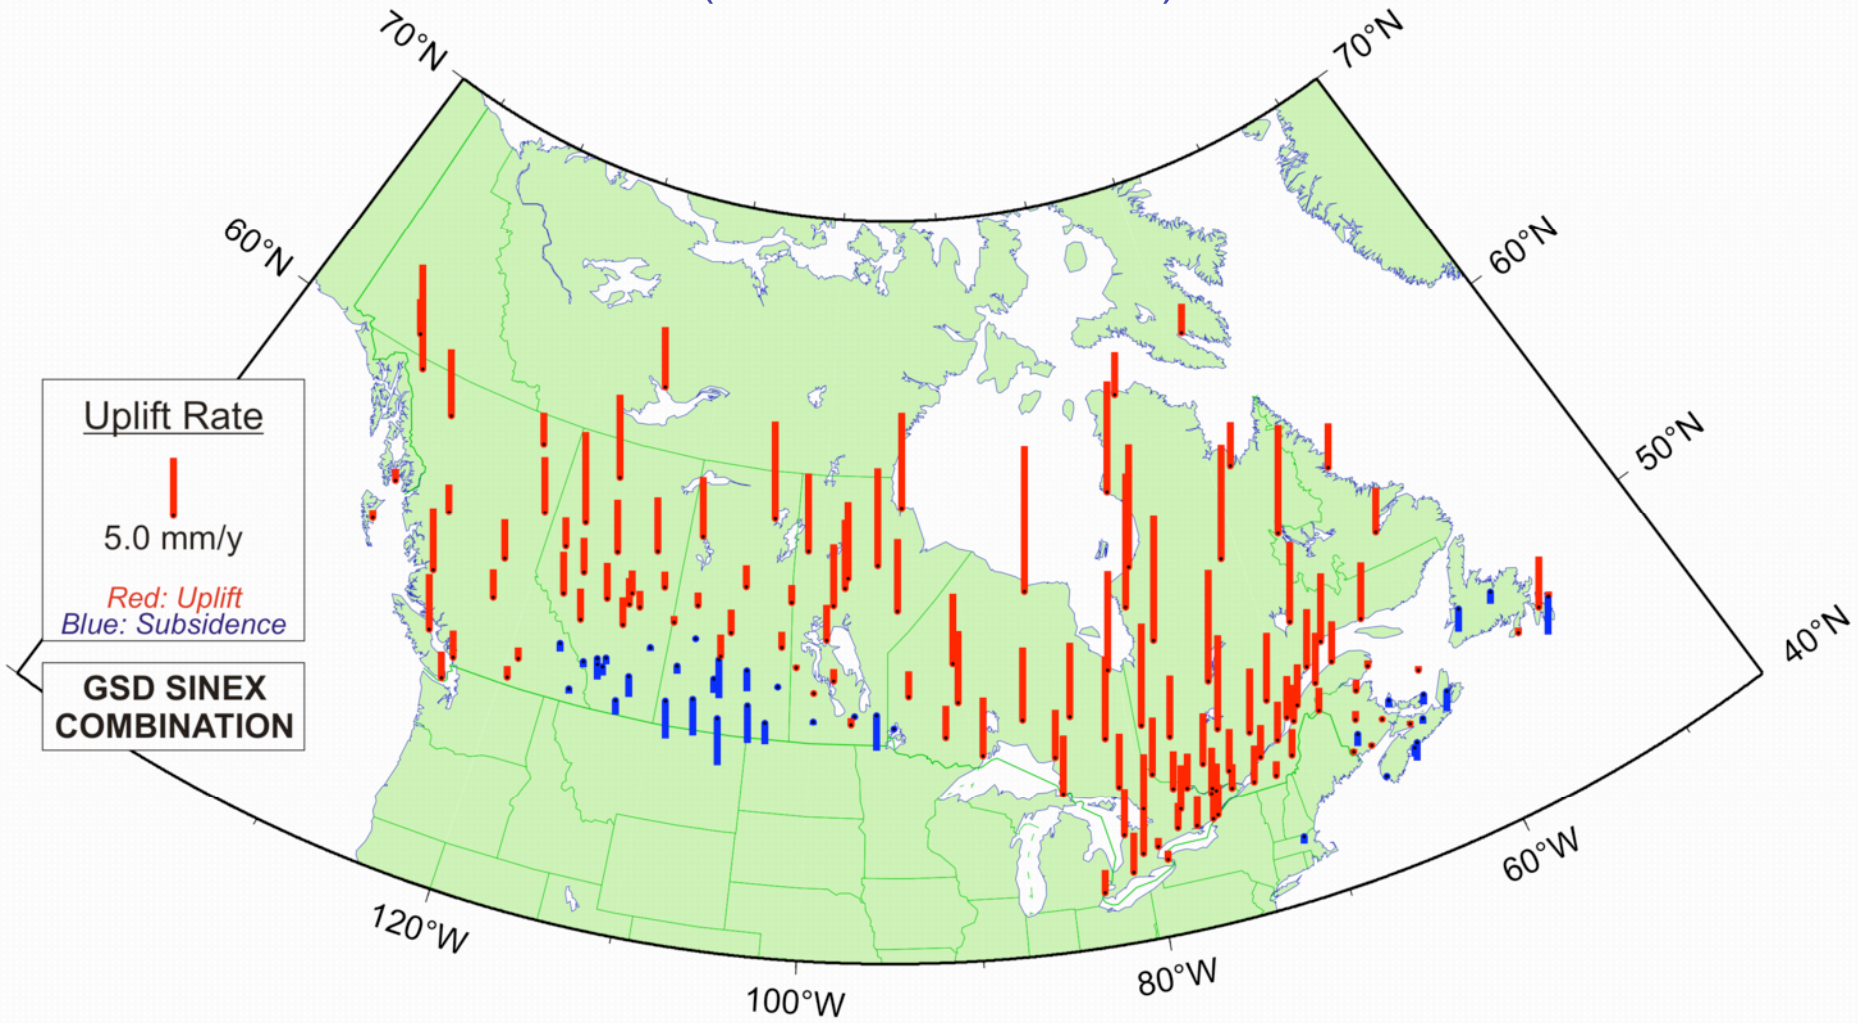 70°N
70°N
60°N
60°N
50°N
40°N
Uplift Rate
5.0 mm/y
Red: Uplift
Blue: Subsidence
GSD SINEX
COMBINATION
120°W
100°W
80°W
60°W